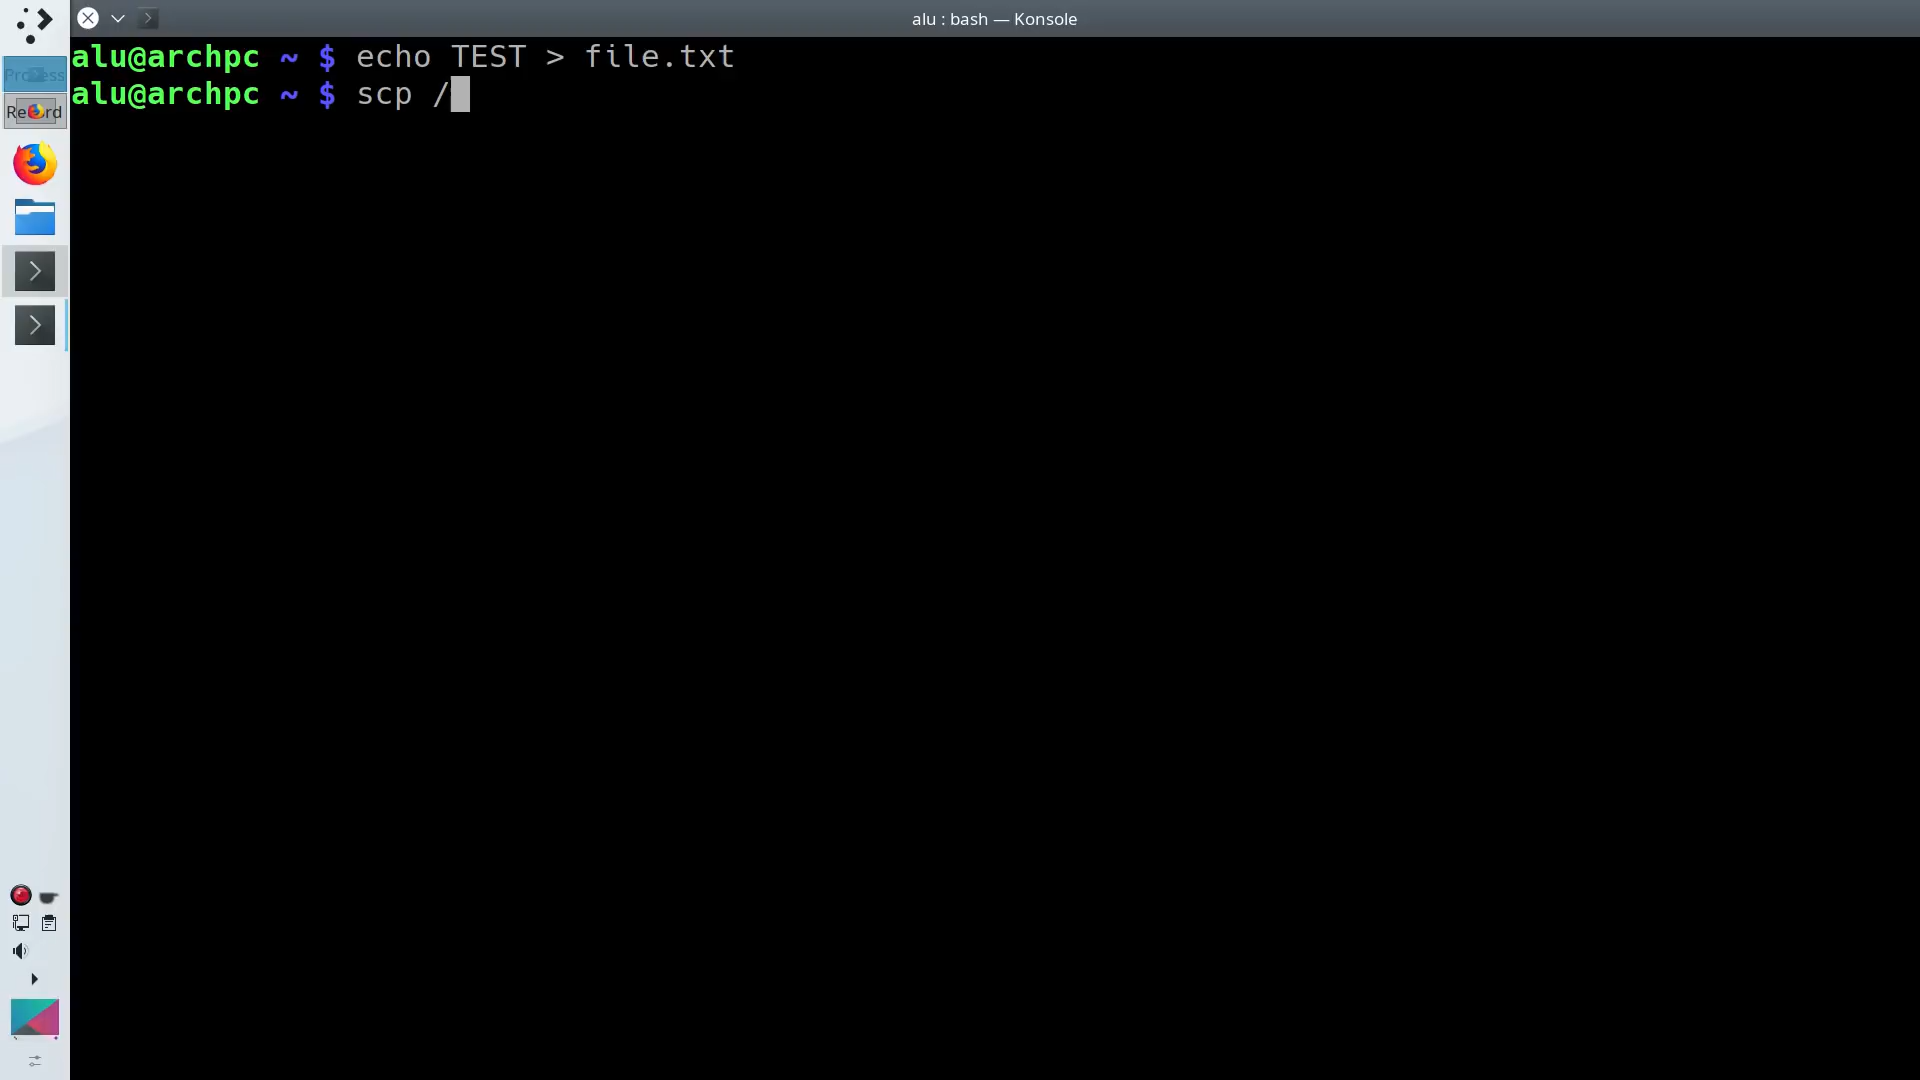 alu : bash — Konsole
alu@archpc ~ $ echo TEST > file.txt
alu@archpc ~ $ scp /
Process
Record